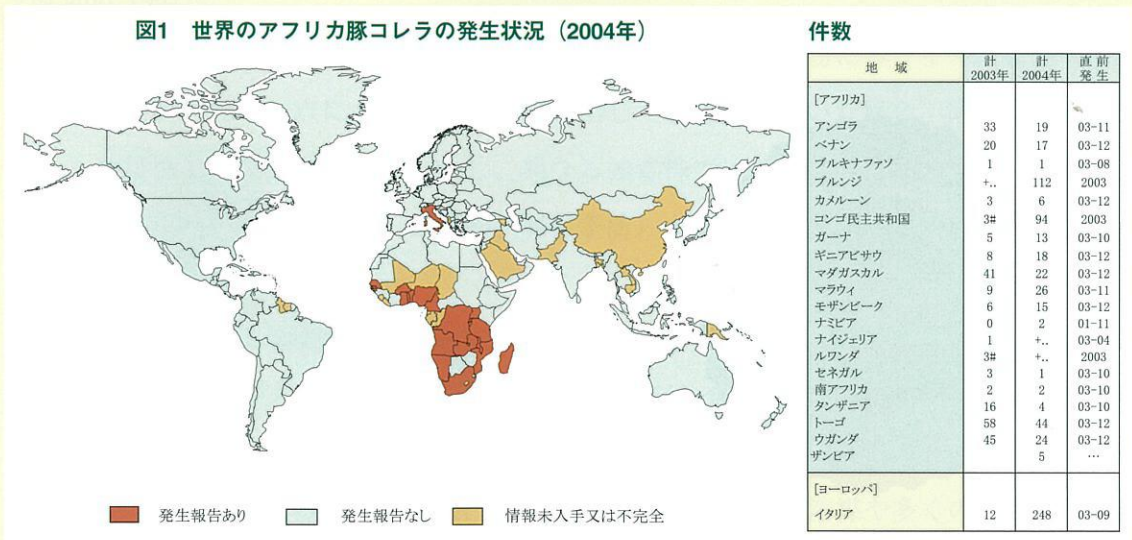 図1 世界のアフリカ豚コレラの発生状況（2004年）
発生報告あり 発生報告なし 情報未入手又は不完全
件数
地 域 計 2003年 計 2004年 直前発生
[アフリカ]
アンゴラ 33 19 03-11
ベナン 20 17 03-12
ブルキナファソ 1 1 03-08
ブルンジ +.. 112 2003
カメルーン 3 6 03-12
コンゴ民主共和国 3# 94 2003
ガーナ 5 13 03-10
ギニアビサウ 8 18 03-12
マダガスカル 41 22 03-12
マラウィ 9 26 03-11
モザンビーク 6 15 03-12
ナミビア 0 2 01-11
ナイジェリア 1 +.. 03-04
ルワンダ 3# +.. 2003
セネガル 3 1 03-10
南アフリカ 2 2 03-10
タンザニア 16 4 03-10
トーゴ 58 44 03-12
ウガンダ 45 24 03-12
ザンビア 5 …
[ヨーロッパ]
イタリア 12 248 03-09